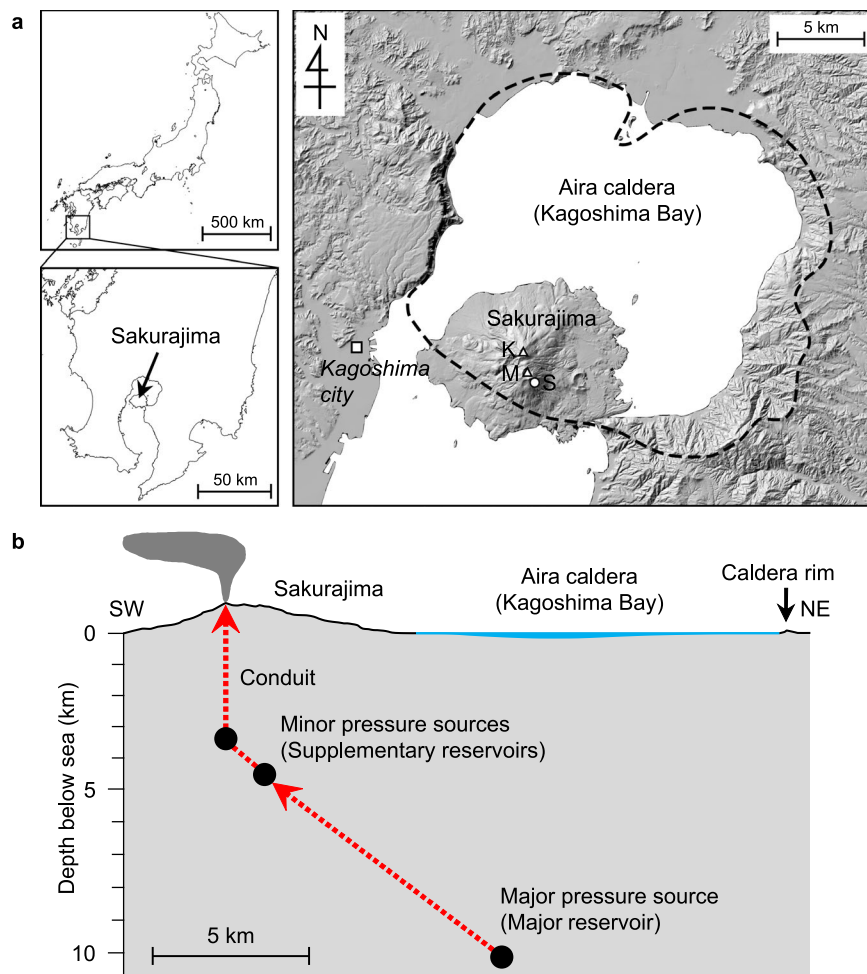 a
500 km
Sakurajima
50 km
N
5 km
Aira caldera
(Kagoshima Bay)
Sakurajima
K
M
S
Kagoshima
city
b
SW
Sakurajima
Aira caldera
(Kagoshima Bay)
Caldera rim
NE
0
Conduit
Minor pressure sources
(Supplementary reservoirs)
5
Depth below sea (km)
Major pressure source
(Major reservoir)
5 km
10